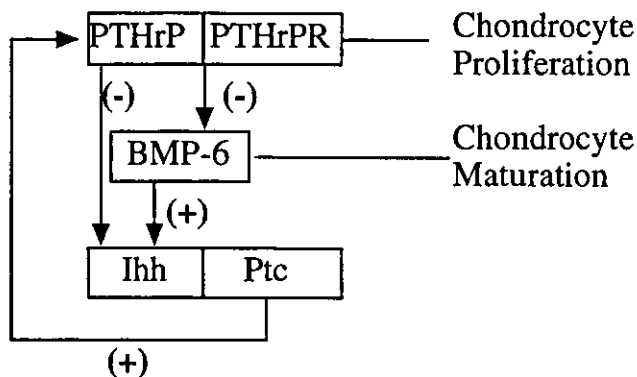 PTHrP PTHrPR
Chondrocyte
Proliferation
(-) (-)
BMP-6
Chondrocyte
Maturation
(+)
Ihh Ptc
(+)